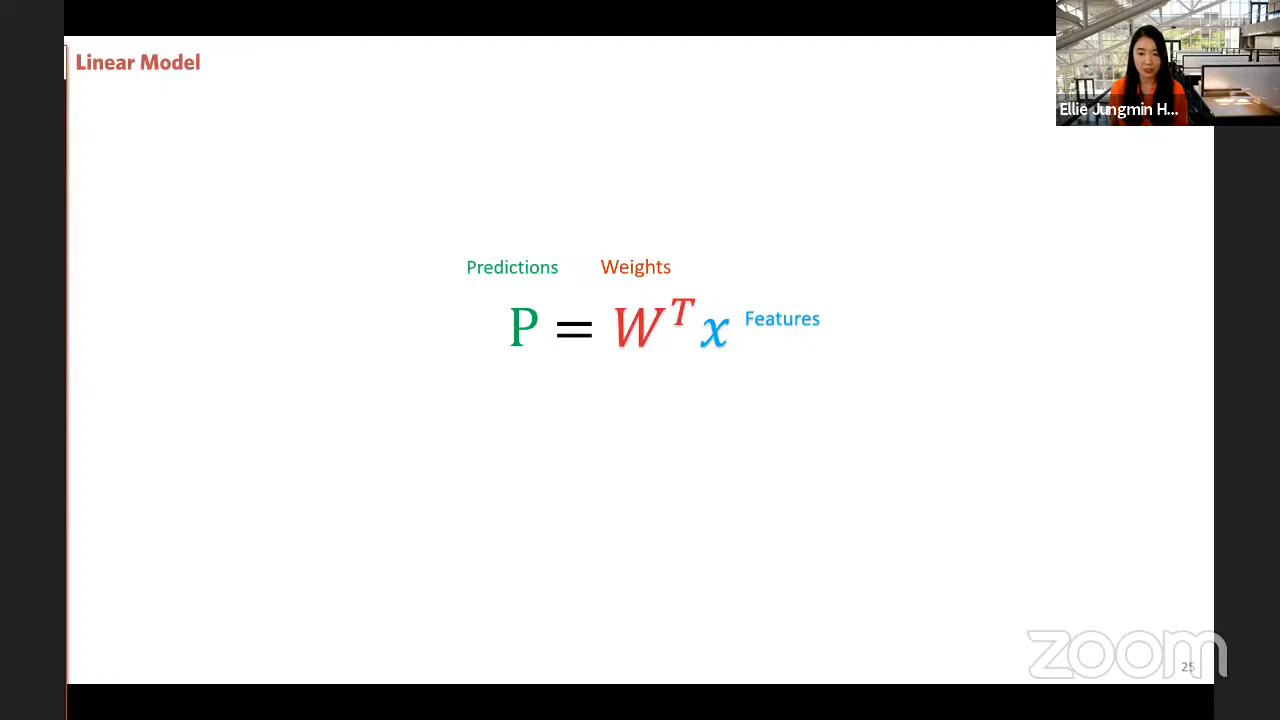 Linear Model
Ellie Jungmin H...
Predictions Weights
P = W^T x Features
zoom
25